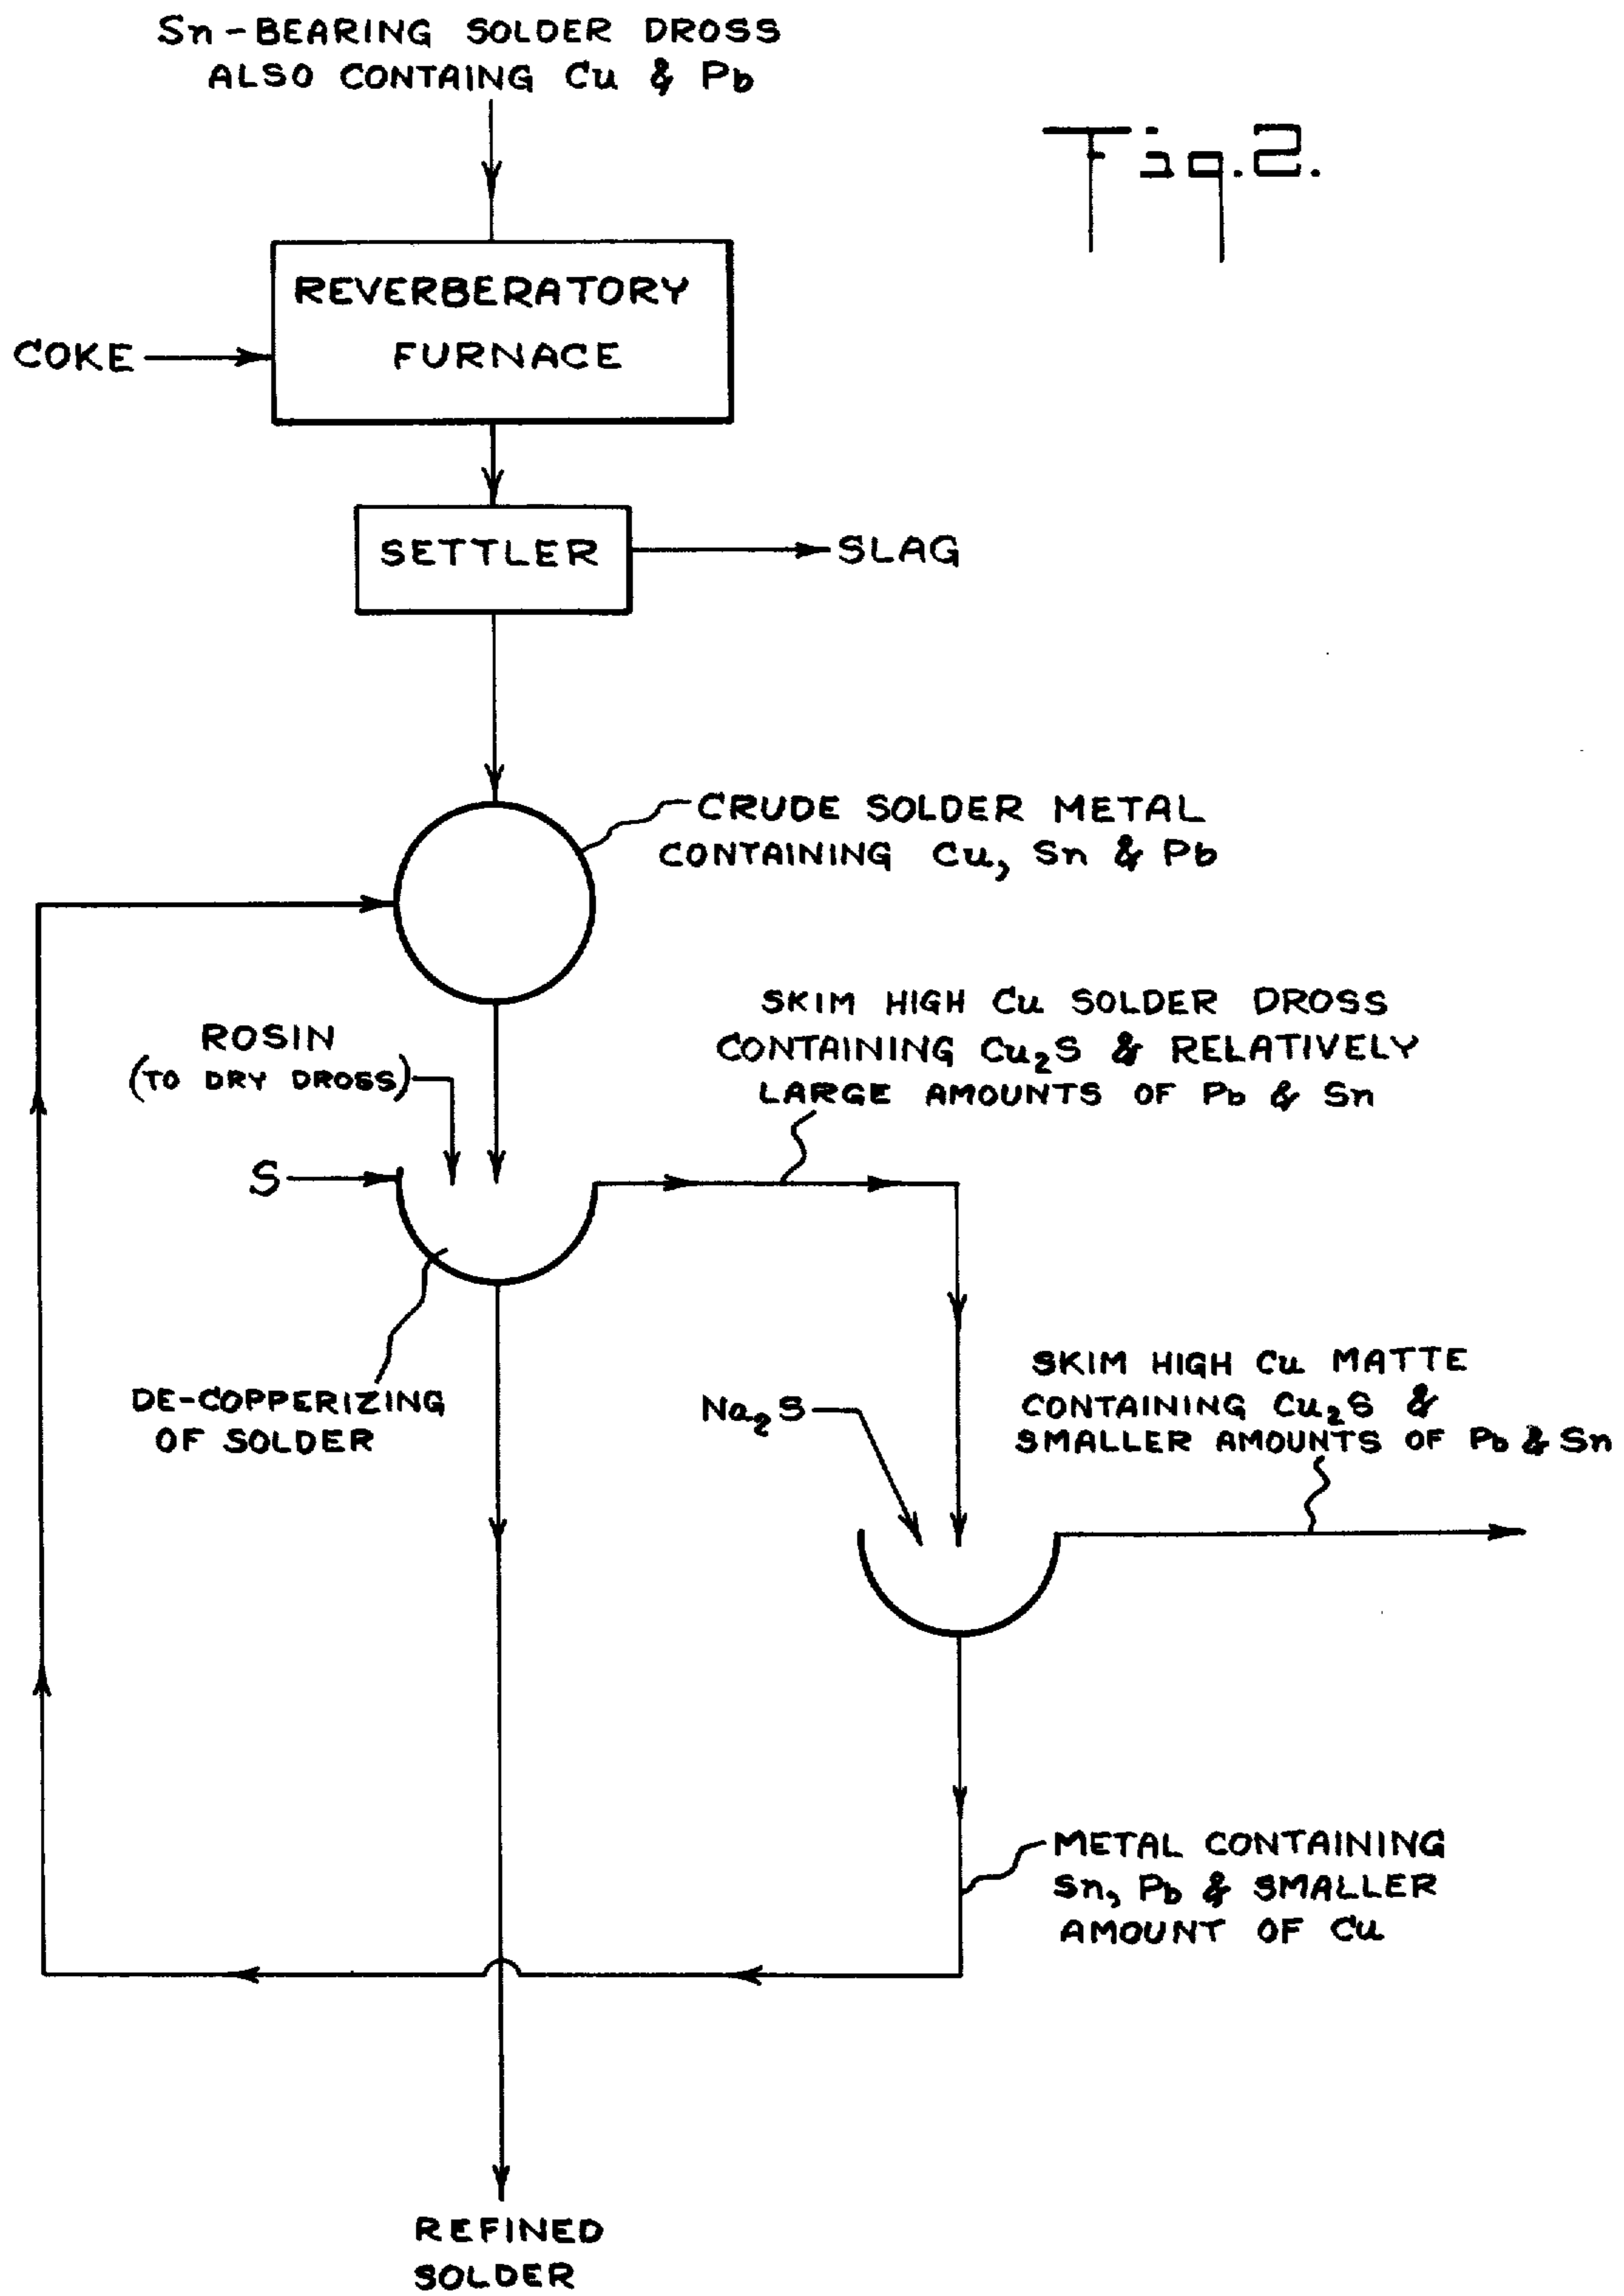 Sn-BEARING SOLDER DROSS
ALSO CONTAING Cu & Pb
Fig.2.
REVERBERATORY
FURNACE
COKE
SETTLER
SLAG
CRUDE SOLDER METAL
CONTAINING Cu, Sn & Pb
SKIM HIGH Cu SOLDER DROSS
CONTAINING Cu₂S & RELATIVELY
LARGE AMOUNTS OF Pb & Sn
ROSIN
(TO DRY DROSS)
S
DE-COPPERIZING
OF SOLDER
Na₂S
SKIM HIGH Cu MATTE
CONTAINING Cu₂S &
SMALLER AMOUNTS OF Pb & Sn
METAL CONTAINING
Sn, Pb & SMALLER
AMOUNT OF Cu
REFINED
SOLDER